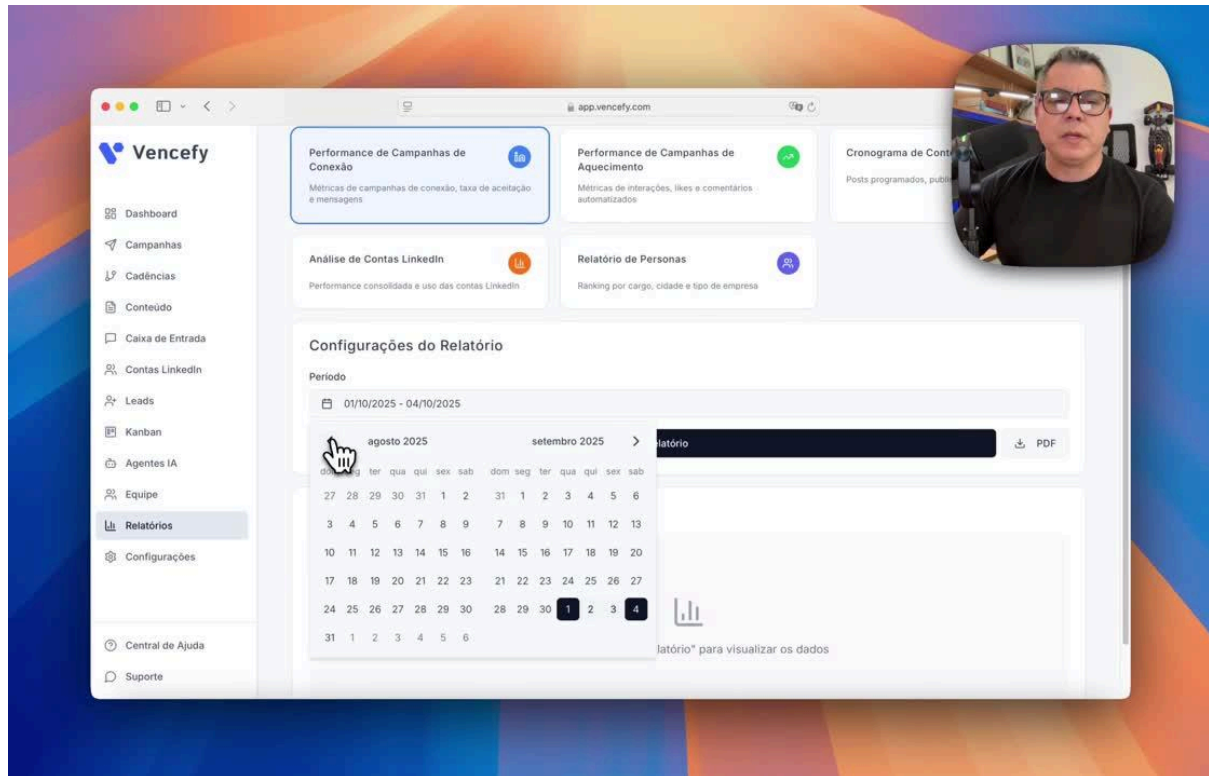 app.vencefy.com
Vencefy
Dashboard
Campanhas
Cadências
Conteúdo
Caixa de Entrada
Contas LinkedIn
Leads
Kanban
Agentes IA
Equipe
Relatórios
Configurações
Central de Ajuda
Suporte
Performance de Campanhas de
Conexão
Métricas de campanhas de conexão, taxa de aceitação
e mensagens
Performance de Campanhas de
Aquecimento
Métricas de interações, likes e comentários
automatizados
Cronograma de Cont
Posts programados, public
Análise de Contas LinkedIn
Performance consolidada e uso das contas LinkedIn
Relatório de Personas
Ranking por cargo, cidade e tipo de empresa
Configurações do Relatório
Período
01/10/2025 - 04/10/2025
latório"
PDF
agosto 2025
dom ter qua qui sex sab
27 28 29 30 31 1 2
3 4 5 6 7 8 9
10 11 12 13 14 15 16
17 18 19 20 21 22 23
24 25 26 27 28 29 30
31 1 2 3 4 5 6
setembro 2025
dom seg ter qua qui sex sab
31 1 2 3 4 5 6
7 8 9 10 11 12 13
14 15 16 17 18 19 20
21 22 23 24 25 26 27
28 29 30 1 2 3 4
latório" para visualizar os dados